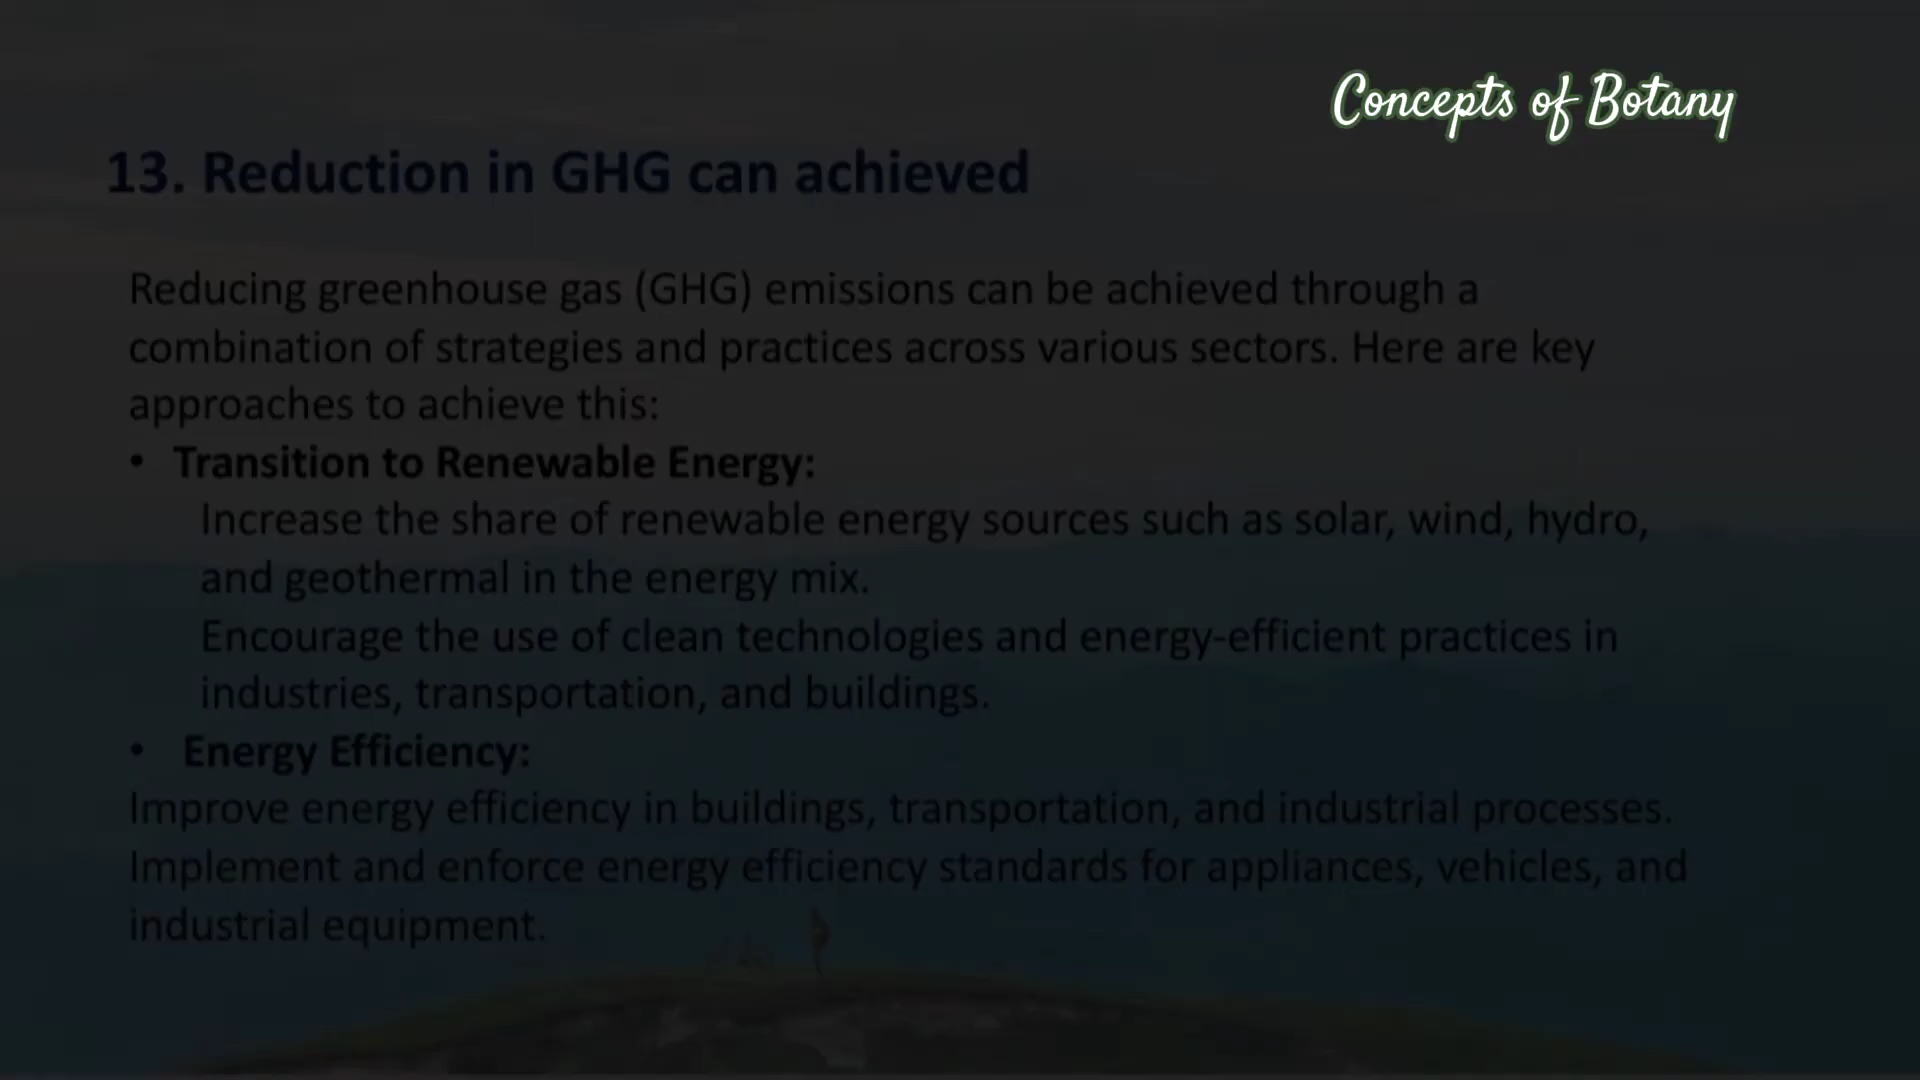 Concepts of Botany
13. Reduction in GHG can achieved
Reducing greenhouse gas (GHG) emissions can be achieved through a
combination of strategies and practices across various sectors. Here are key
approaches to achieve this:
• Transition to Renewable Energy:
Increase the share of renewable energy sources such as solar, wind, hydro,
and geothermal in the energy mix.
Encourage the use of clean technologies and energy-efficient practices in
industries, transportation, and buildings.
• Energy Efficiency:
Improve energy efficiency in buildings, transportation, and industrial processes.
Implement and enforce energy efficiency standards for appliances, vehicles, and
industrial equipment.